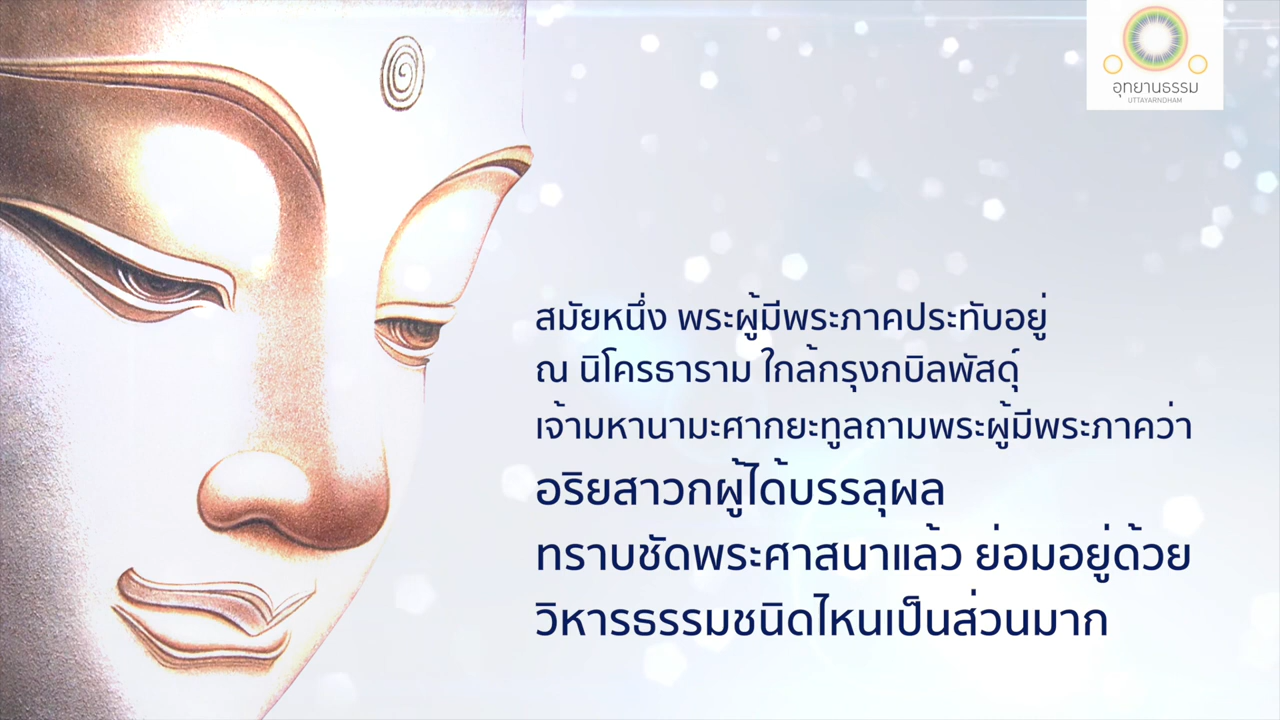 อุทยานธรรม
UTTAYARNDHAM
สมัยหนึ่ง พระผู้มีพระภาคประทับอยู่
ณ นิโครธาราม ใกล้กรุงกบิลพัสดุ์
เจ้ามหานามะศากยะทูลถามพระผู้มีพระภาคว่า
อริยสาวกผู้ได้บรรลุผล
ทราบชัดพระศาสนาแล้ว ย่อมอยู่ด้วย
วิหารธรรมชนิดไหนเป็นส่วนมาก